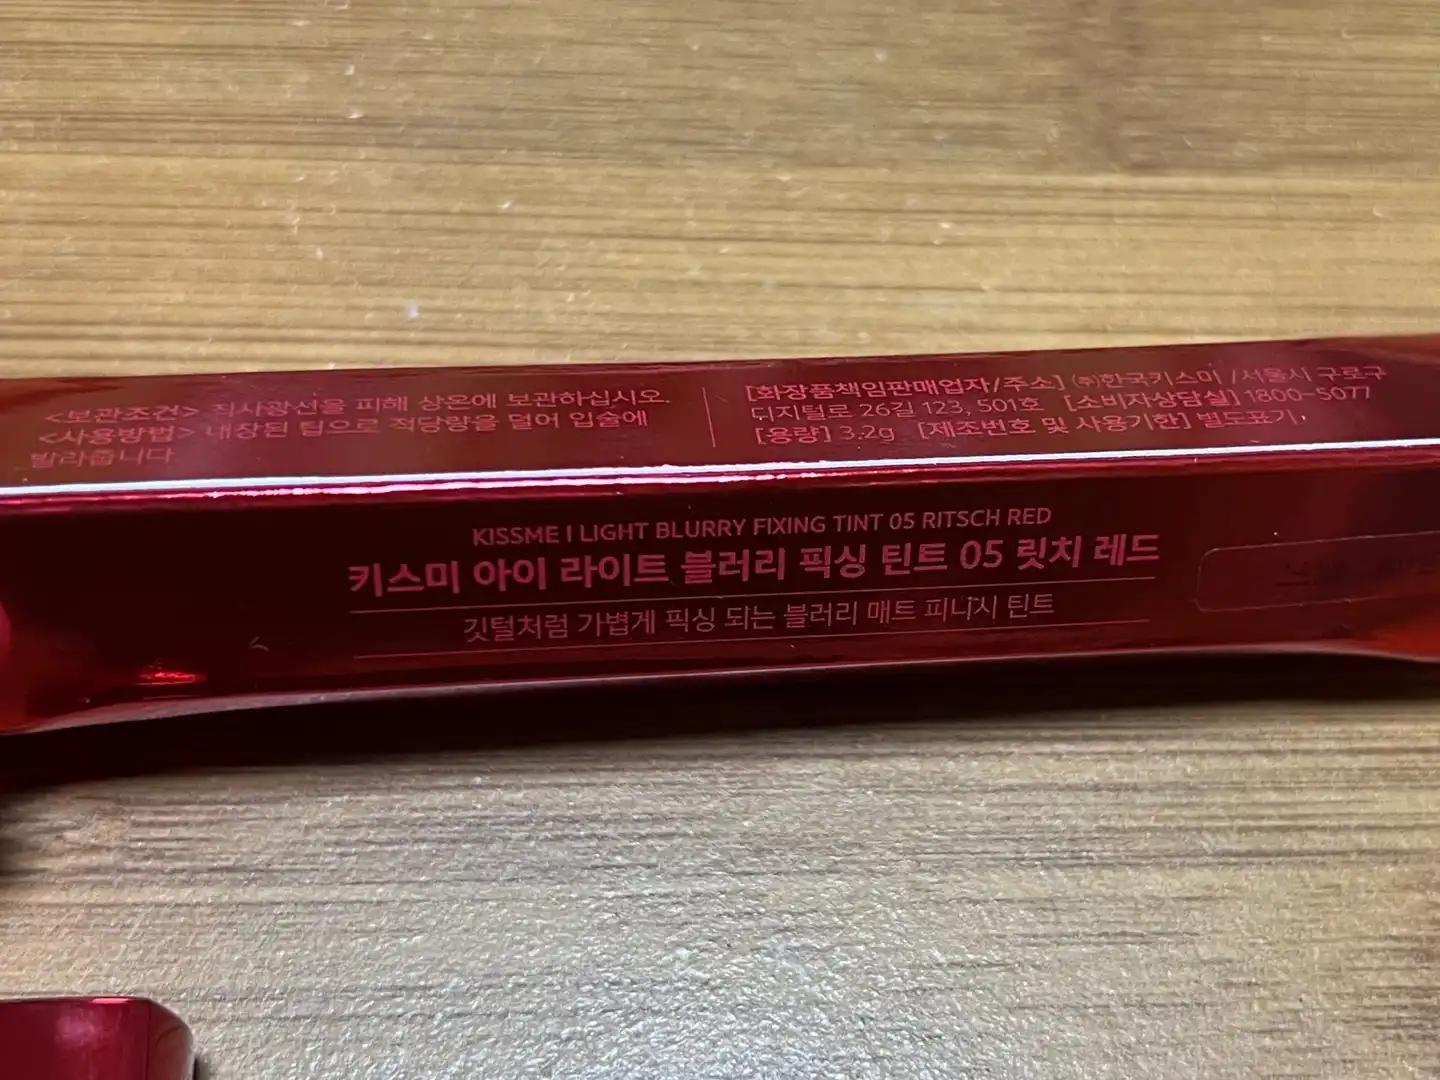 <보관조건> 직사광선을 피해 상온에 보관하십시오.
<사용방법> 내장된 팁으로 적당량을 덜어 입술에
발라줍니다
[화장품책임판매업자/주소] (주)한국키스미 /서울시 구로구
디지털로 26길 123, 501호 [소비자상담실] 1800-5077
[용량] 3.2g [제조번호 및 사용기한] 별도표기,
KISSME I LIGHT BLURRY FIXING TINT 05 RITSCH RED
키스미 아이 라이트 블러리 픽싱 틴트 05 릿치 레드
깃털처럼 가볍게 픽싱 되는 블러리 매트 피니시 틴트